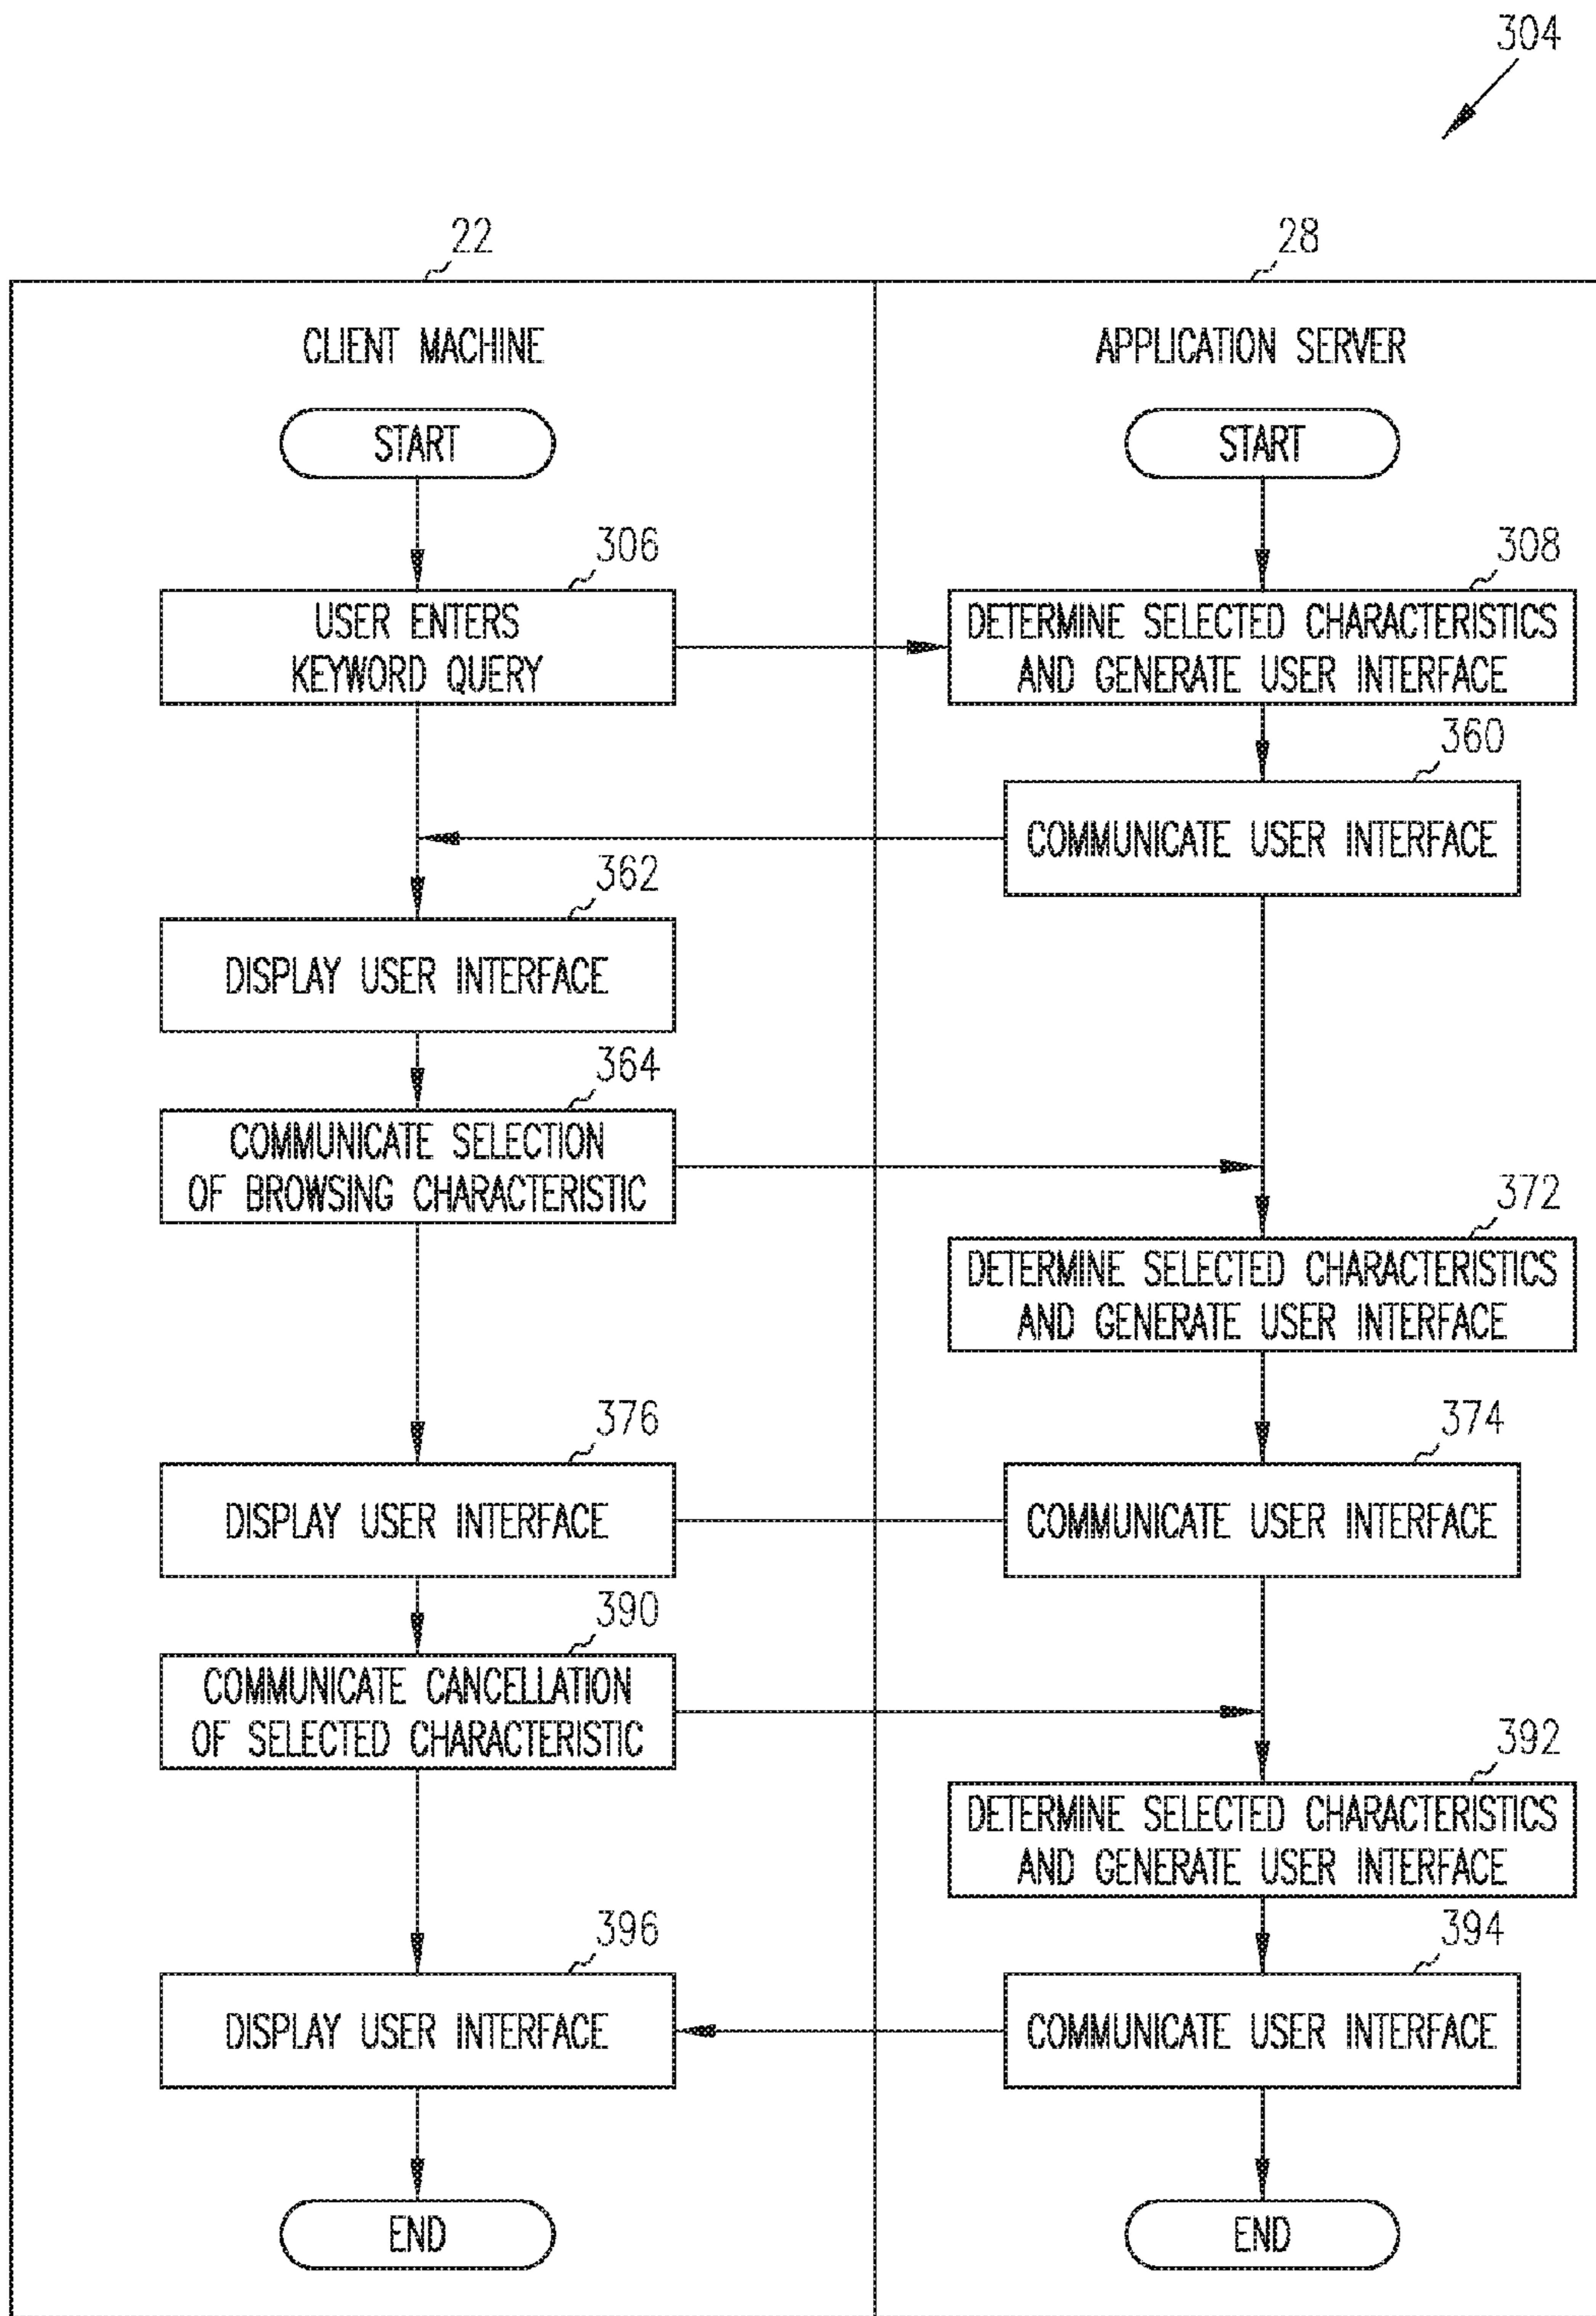 304
22
28
CLIENT MACHINE
APPLICATION SERVER
START
START
306
308
USER ENTERS
KEYWORD QUERY
DETERMINE SELECTED CHARACTERISTICS
AND GENERATE USER INTERFACE
360
COMMUNICATE USER INTERFACE
362
DISPLAY USER INTERFACE
364
COMMUNICATE SELECTION
OF BROWSING CHARACTERISTIC
372
DETERMINE SELECTED CHARACTERISTICS
AND GENERATE USER INTERFACE
376
374
DISPLAY USER INTERFACE
COMMUNICATE USER INTERFACE
390
COMMUNICATE CANCELLATION
OF SELECTED CHARACTERISTIC
392
DETERMINE SELECTED CHARACTERISTICS
AND GENERATE USER INTERFACE
396
394
DISPLAY USER INTERFACE
COMMUNICATE USER INTERFACE
END
END